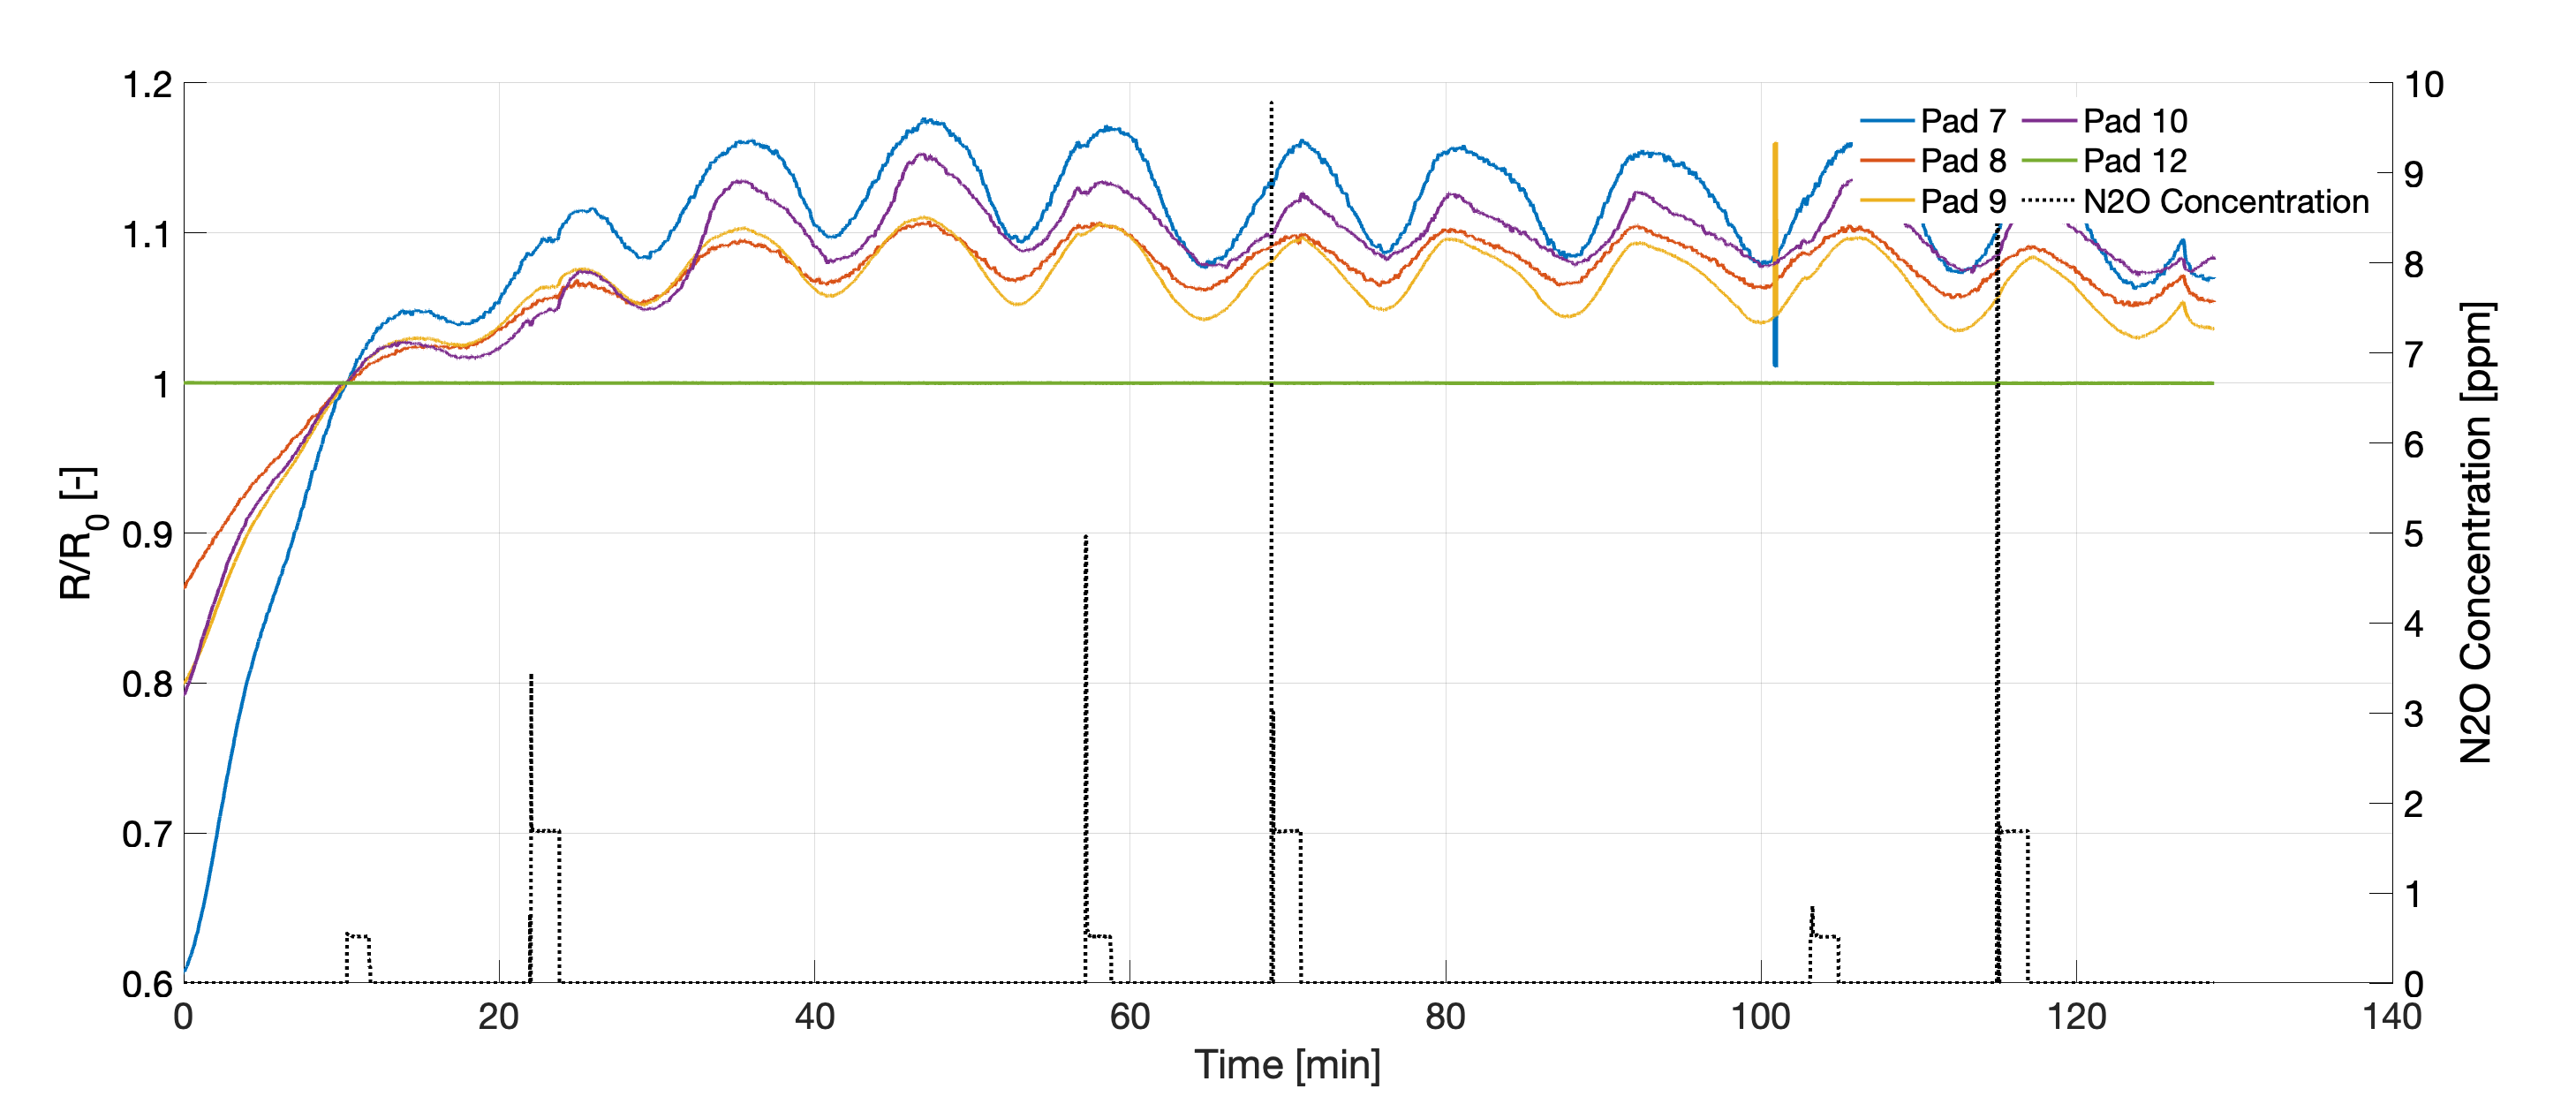 1.2
1.1
1
0.9
0.8
0.7
0.6
R/R0 [-]
0 20 40 60 80 100 120 140
Time [min]
10
9
8
7
6
5
4
3
2
1
0
N2O Concentration [ppm]
Pad 7 Pad 10
Pad 8 Pad 12
Pad 9 N2O Concentration